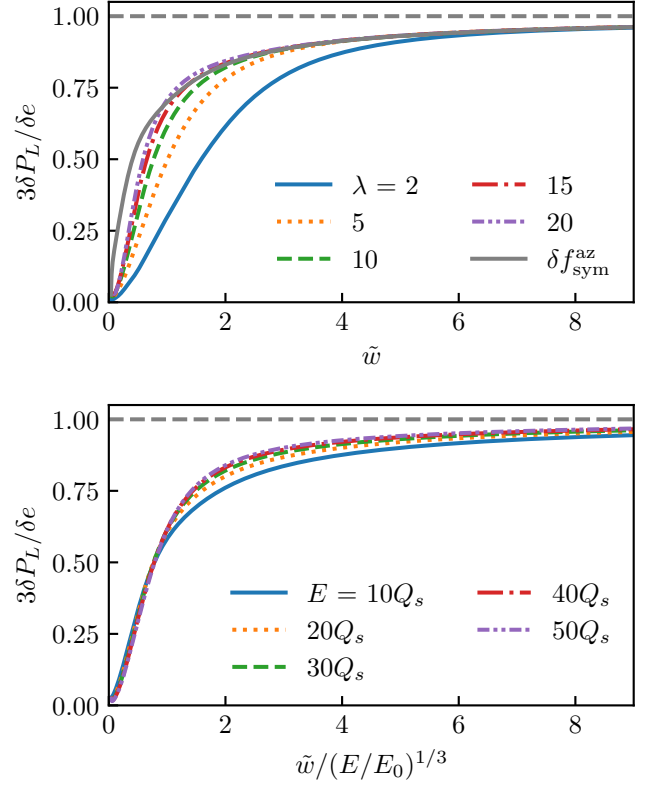 1.00
0.75
0.50
0.25
0.00
3δP_L/δe
λ = 2
5
10
15
20
δf_sym^az
0 2 4 6 8
w̃
1.00
0.75
0.50
0.25
0.00
3δP_L/δe
E = 10Q_s
20Q_s
30Q_s
40Q_s
50Q_s
0 2 4 6 8
w̃/(E/E_0)^{1/3}